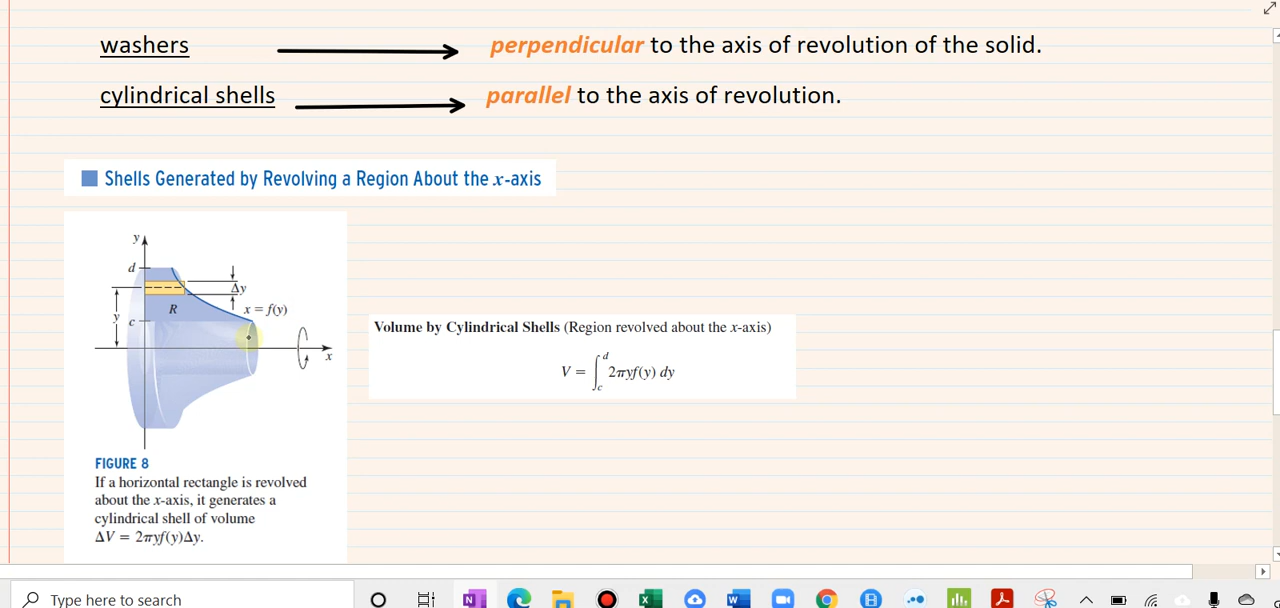 washers perpendicular to the axis of revolution of the solid.
cylindrical shells parallel to the axis of revolution.
Shells Generated by Revolving a Region About the x-axis
y
d
Δy
R
x = f(y)
y
c
x
Volume by Cylindrical Shells (Region revolved about the x-axis)
V = ∫_c^d 2πyf(y) dy
FIGURE 8
If a horizontal rectangle is revolved
about the x-axis, it generates a
cylindrical shell of volume
ΔV = 2πyf(y)Δy.
Type here to search